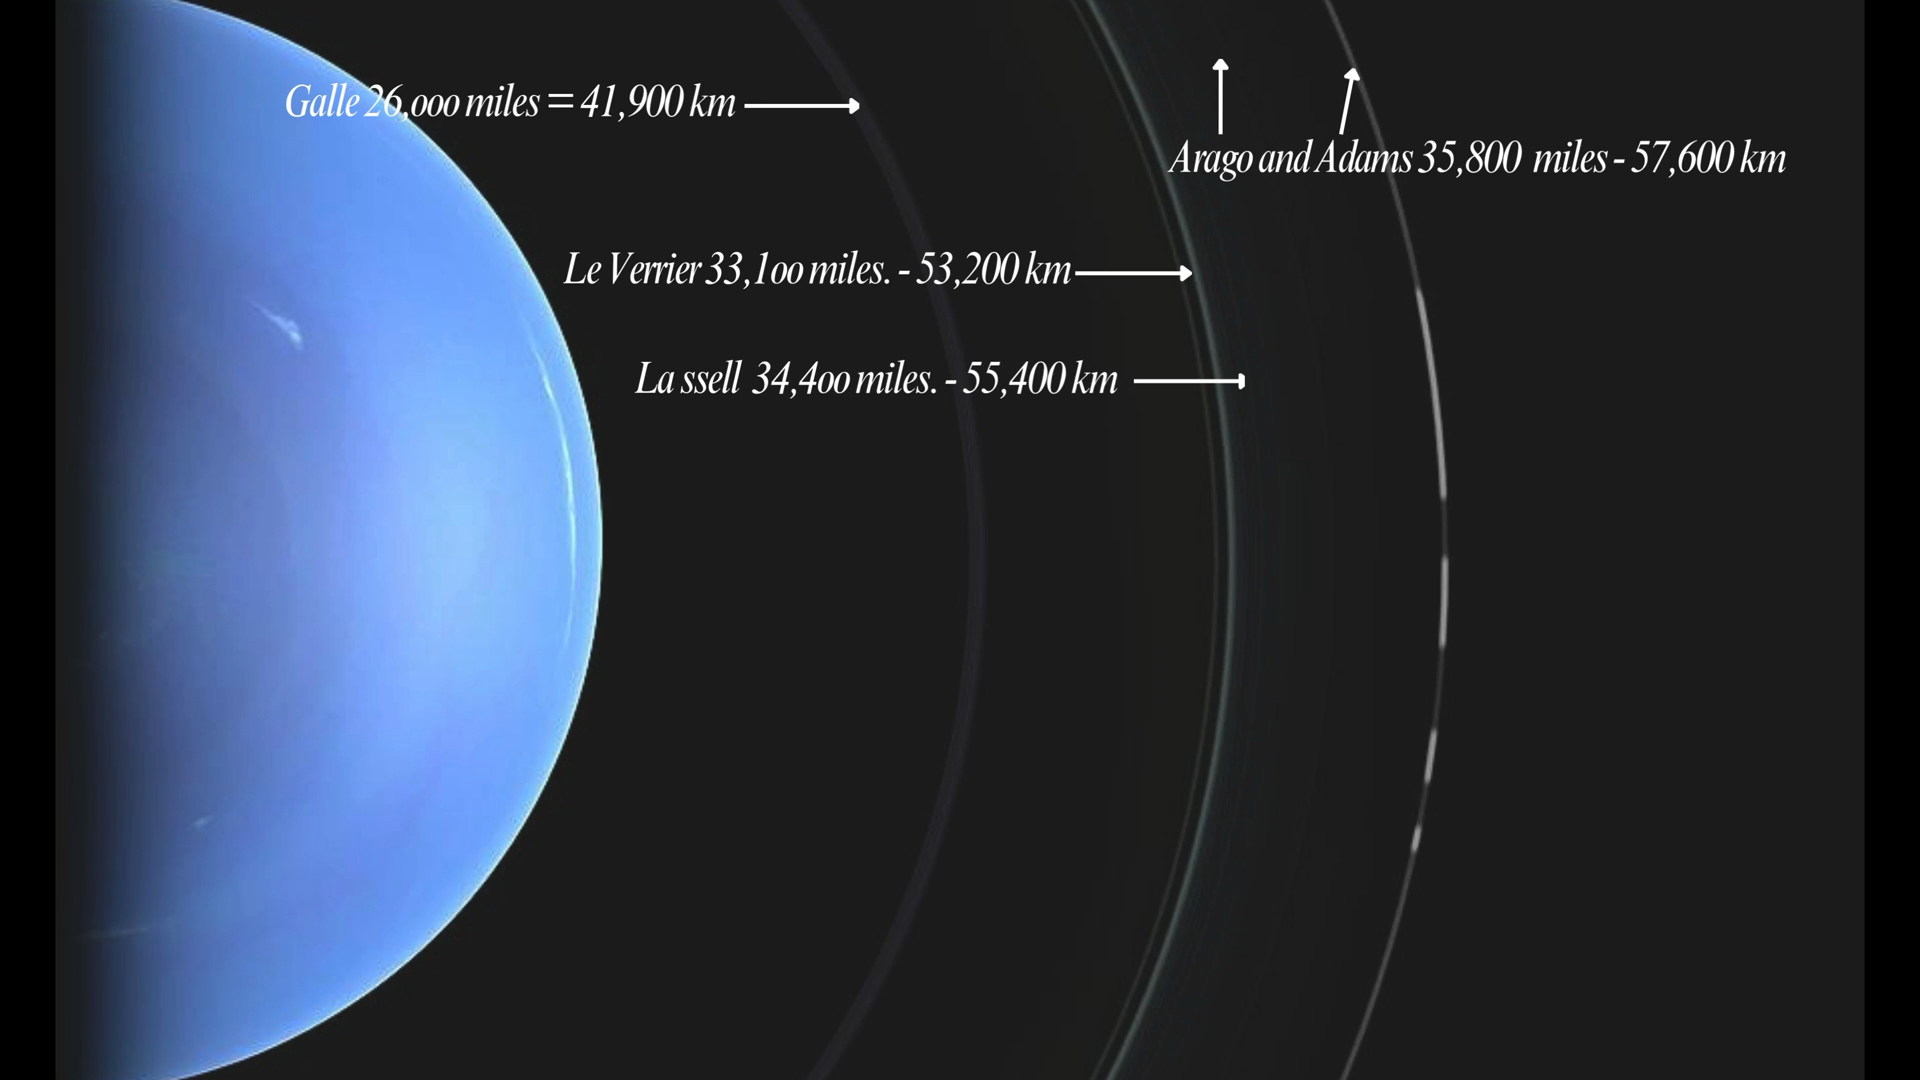 Galle 26,ooo miles = 41,900 km
Arago and Adams 35,800 miles - 57,600 km
Le Verrier 33,1oo miles. - 53,200 km
La ssell 34,4oo miles. - 55,400 km